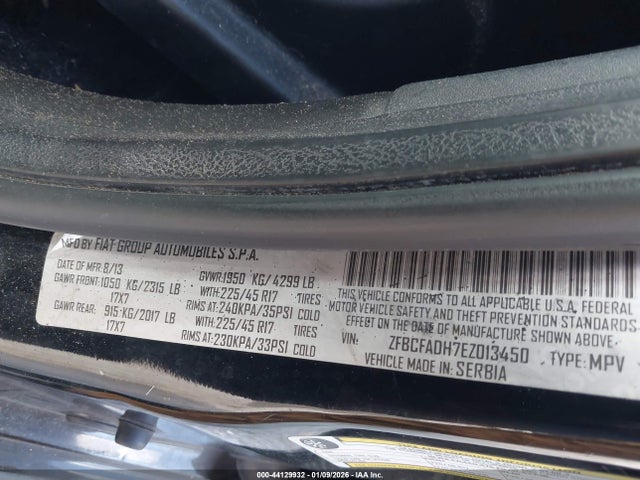 MFD BY FIAT GROUP AUTOMOBILES S.P.A.
DATE OF MFR: 8/13 GVWR: 1950 KG/ 4299 LB
GAWR FRONT: 1050 KG/2315 LB WITH: 225/45 R17 TIRES
17X7 RIMS AT: 240KPA/35PSI COLD
GAWR REAR: 915 KG/2017 LB WITH: 225/45 R17 TIRES
17X7 RIMS AT: 230KPA/33PSI COLD
THIS VEHICLE CONFORMS TO ALL APPLICABLE U.S.A. FEDERAL
MOTOR VEHICLE SAFETY AND THEFT PREVENTION STANDARDS
IN EFFECT ON THE DATE OF MANUFACTURE SHOWN ABOVE
VIN: ZFBCFADH7EZ013450 TYPE: MPV
VEHICLE MADE IN SERBIA
000-44129932 - 01/09/2026 - IAA Inc.